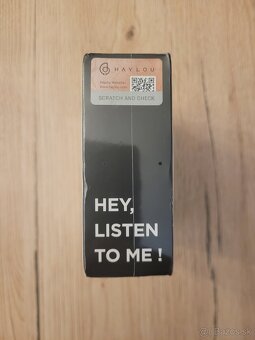 HAYLOU
SCRATCH AND CHECK
HEY,
LISTEN
TO ME !